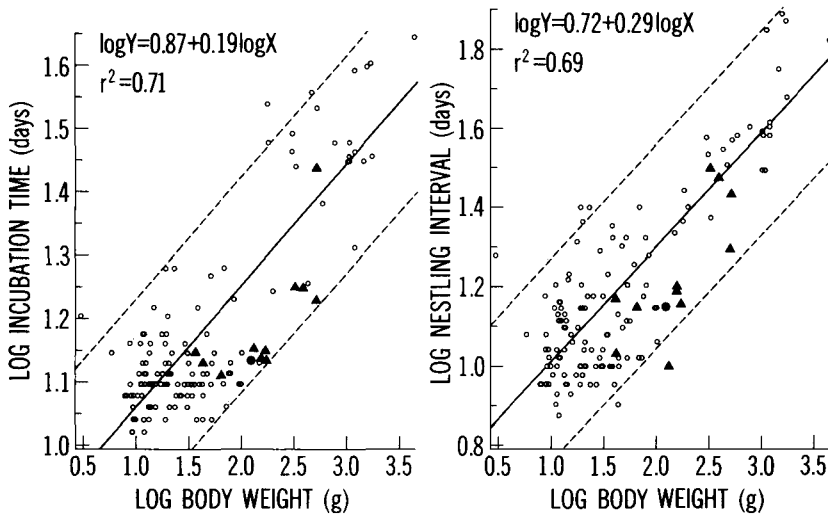 logY=0.87+0.19logX
r²=0.71
LOG INCUBATION TIME (days)
1.6
1.5
1.4
1.3
1.2
1.1
1.0
0.5 1.0 1.5 2.0 2.5 3.0 3.5
LOG BODY WEIGHT (g)
logY=0.72+0.29logX
r²=0.69
LOG NESTLING INTERVAL (days)
1.8
1.6
1.4
1.2
1.0
0.8
0.5 1.0 1.5 2.0 2.5 3.0 3.5
LOG BODY WEIGHT (g)